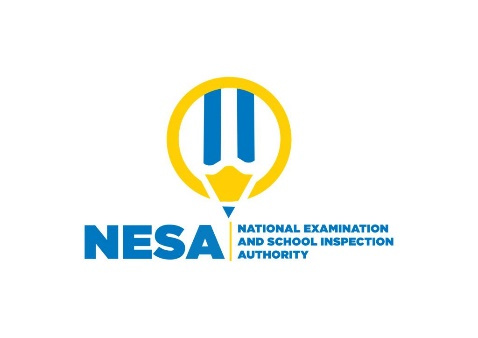 NESA
NATIONAL EXAMINATION
AND SCHOOL INSPECTION
AUTHORITY